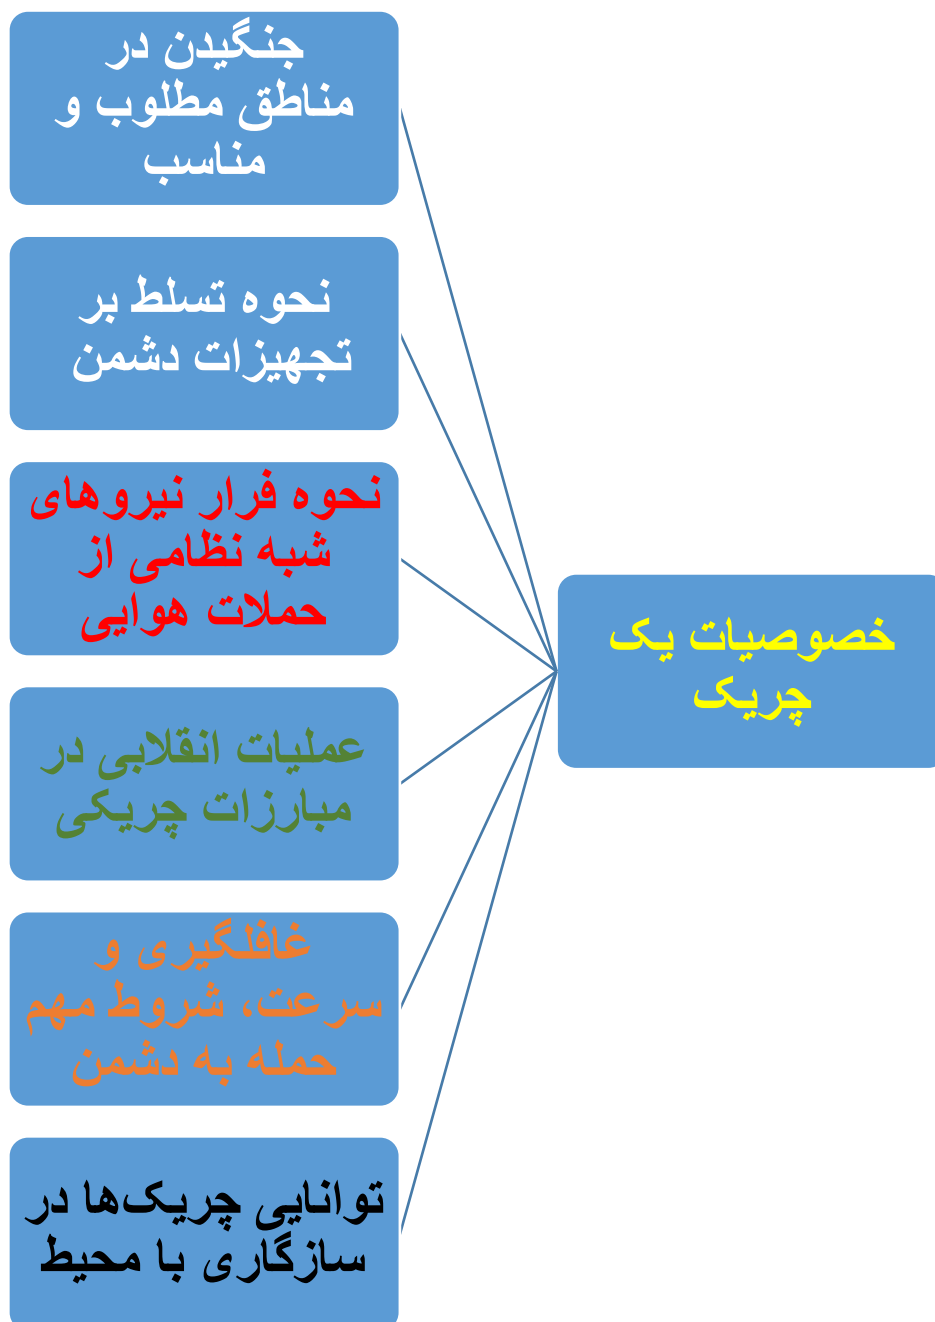 خصوصیات یک
چریک
جنگیدن در
مناطق مطلوب و
مناسب
نحوه تسلط بر
تجهیزات دشمن
نحوه فرار نیروهای
شبه نظامی از
حملات هوایی
عملیات انقلابی در
مبارزات چریکی
غافلگیری و
سرعت، شروط مهم
حمله به دشمن
توانایی چریک‌ها در
سازگاری با محیط